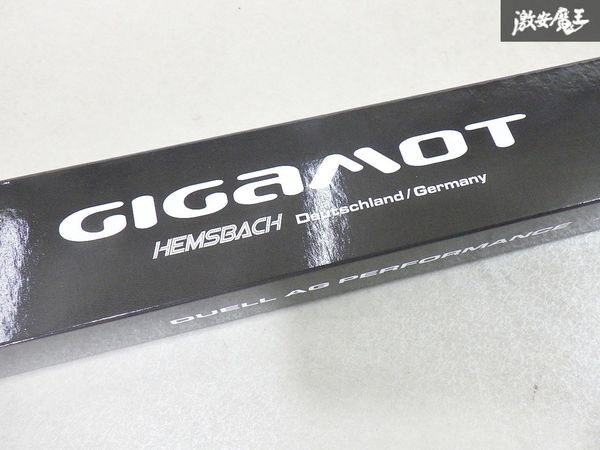 激安魔王
GIGAMOT
HEMSBACH Deutschland/Germany
DUELL AG PERFORMANCE